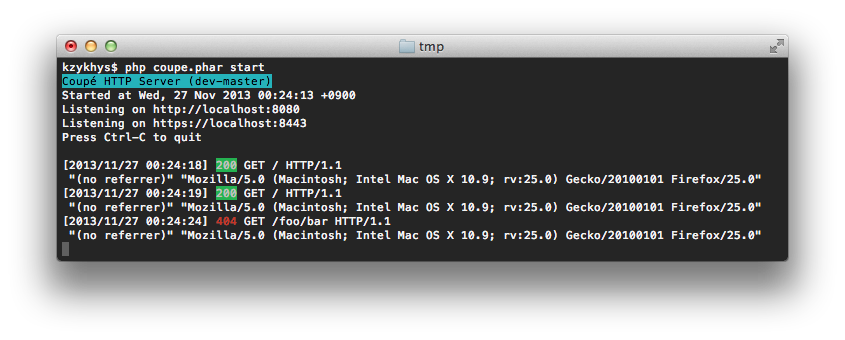 tmp
kzykhys$ php coupe.phar start
Coupé HTTP Server (dev-master)
Started at Wed, 27 Nov 2013 00:24:13 +0900
Listening on http://localhost:8080
Listening on https://localhost:8443
Press Ctrl-C to quit
[2013/11/27 00:24:18] 200 GET / HTTP/1.1
"(no referrer)" "Mozilla/5.0 (Macintosh; Intel Mac OS X 10.9; rv:25.0) Gecko/20100101 Firefox/25.0"
[2013/11/27 00:24:19] 200 GET / HTTP/1.1
"(no referrer)" "Mozilla/5.0 (Macintosh; Intel Mac OS X 10.9; rv:25.0) Gecko/20100101 Firefox/25.0"
[2013/11/27 00:24:24] 404 GET /foo/bar HTTP/1.1
"(no referrer)" "Mozilla/5.0 (Macintosh; Intel Mac OS X 10.9; rv:25.0) Gecko/20100101 Firefox/25.0"